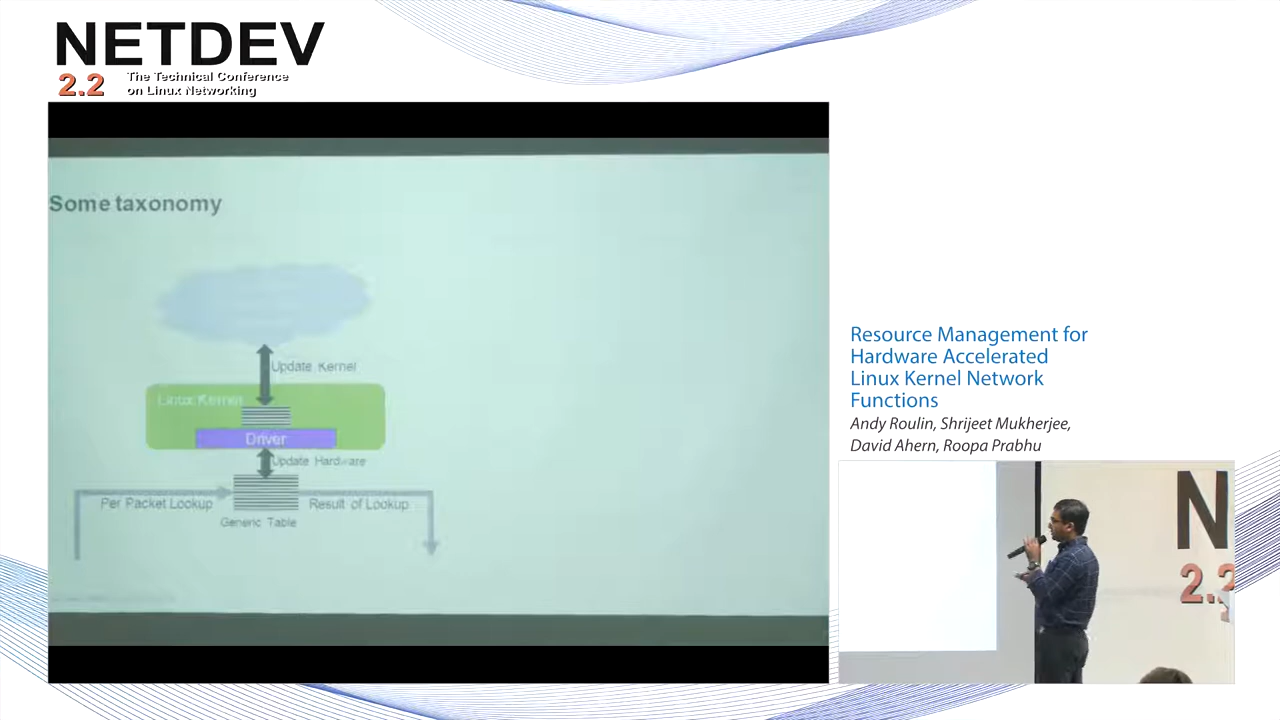 NETDEV
2.2
The Technical Conference
on Linux Networking
Some taxonomy
Update Kernel
Linux Kernel
Driver
Update Hardware
Per Packet Lookup
Result of Lookup
Generic Table
Resource Management for
Hardware Accelerated
Linux Kernel Network
Functions
Andy Roulin, Shrijeet Mukherjee,
David Ahern, Roopa Prabhu
N
2.2